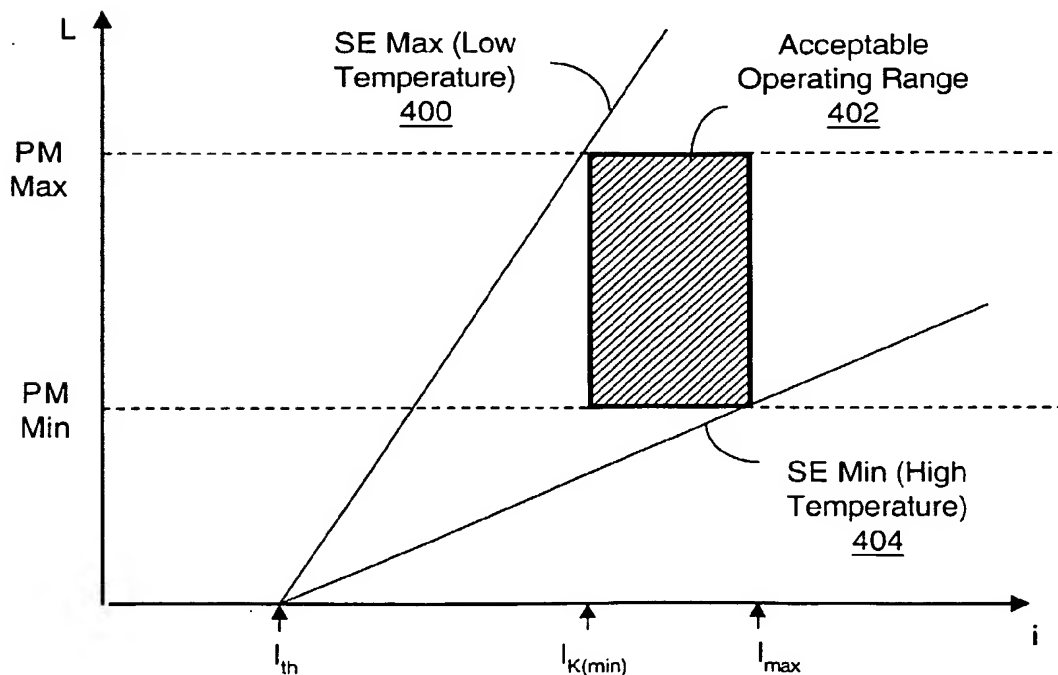 L
SE Max (Low
Temperature)
400
Acceptable
Operating Range
402
PM
Max
PM
Min
SE Min (High
Temperature)
404
I_th
I_K(min)
I_max
i